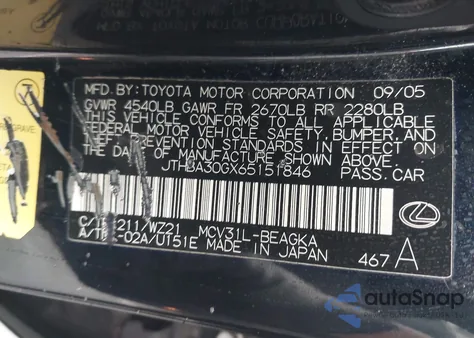 MFD. BY: TOYOTA MOTOR CORPORATION 09/05
GVWR 4540LB GAWR FR 2670LB RR 2280LB
THIS VEHICLE CONFORMS TO ALL APPLICABLE
FEDERAL MOTOR VEHICLE SAFETY, BUMPER, AND
PREVENTION STANDARDS IN EFFECT ON THE
DATE OF MANUFACTURE SHOWN ABOVE.
JTHBA30GX65151846 PASS. CAR
211/WZ21 MCV31L-BEAGKA
-02A/U151E MADE IN JAPAN
467 A
autoSnap